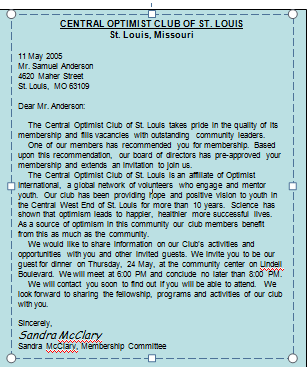 CENTRAL OPTIMIST CLUB OF ST. LOUIS
St. Louis, Missouri
11 May 2005
Mr. Samuel Anderson
4620 Maher Street
St. Louis, MO 63109
Dear Mr. Anderson:
The Central Optimist Club of St. Louis takes pride in the quality of its
membership and fills vacancies with outstanding community leaders.
One of our members has recommended you for membership. Based
upon this recommendation, our board of directors has pre-approved your
membership and extends an invitation to join us.
The Central Optimist Club of St. Louis is an affiliate of Optimist
International, a global network of volunteers who engage and mentor
youth. Our club has been providing hope and positive vision to youth in
the Central West End of St. Louis for more than 10 years. Science has
shown that optimism leads to happier, healthier more successful lives.
As a source of optimism in this community our club members benefit
from this as much as the community.
We would like to share information on our Club's activities and
opportunities with you and other invited guests. We invite you to be our
guest for dinner on Thursday, 24 May, at the community center on Lindell
Boulevard. We will meet at 6:00 PM and conclude no later than 8:00 PM.
We will contact you soon to find out if you will be able to attend. We
look forward to sharing the fellowship, programs and activities of our club
with you.
Sincerely,
Sandra McClary
Sandra McClary, Membership Committee